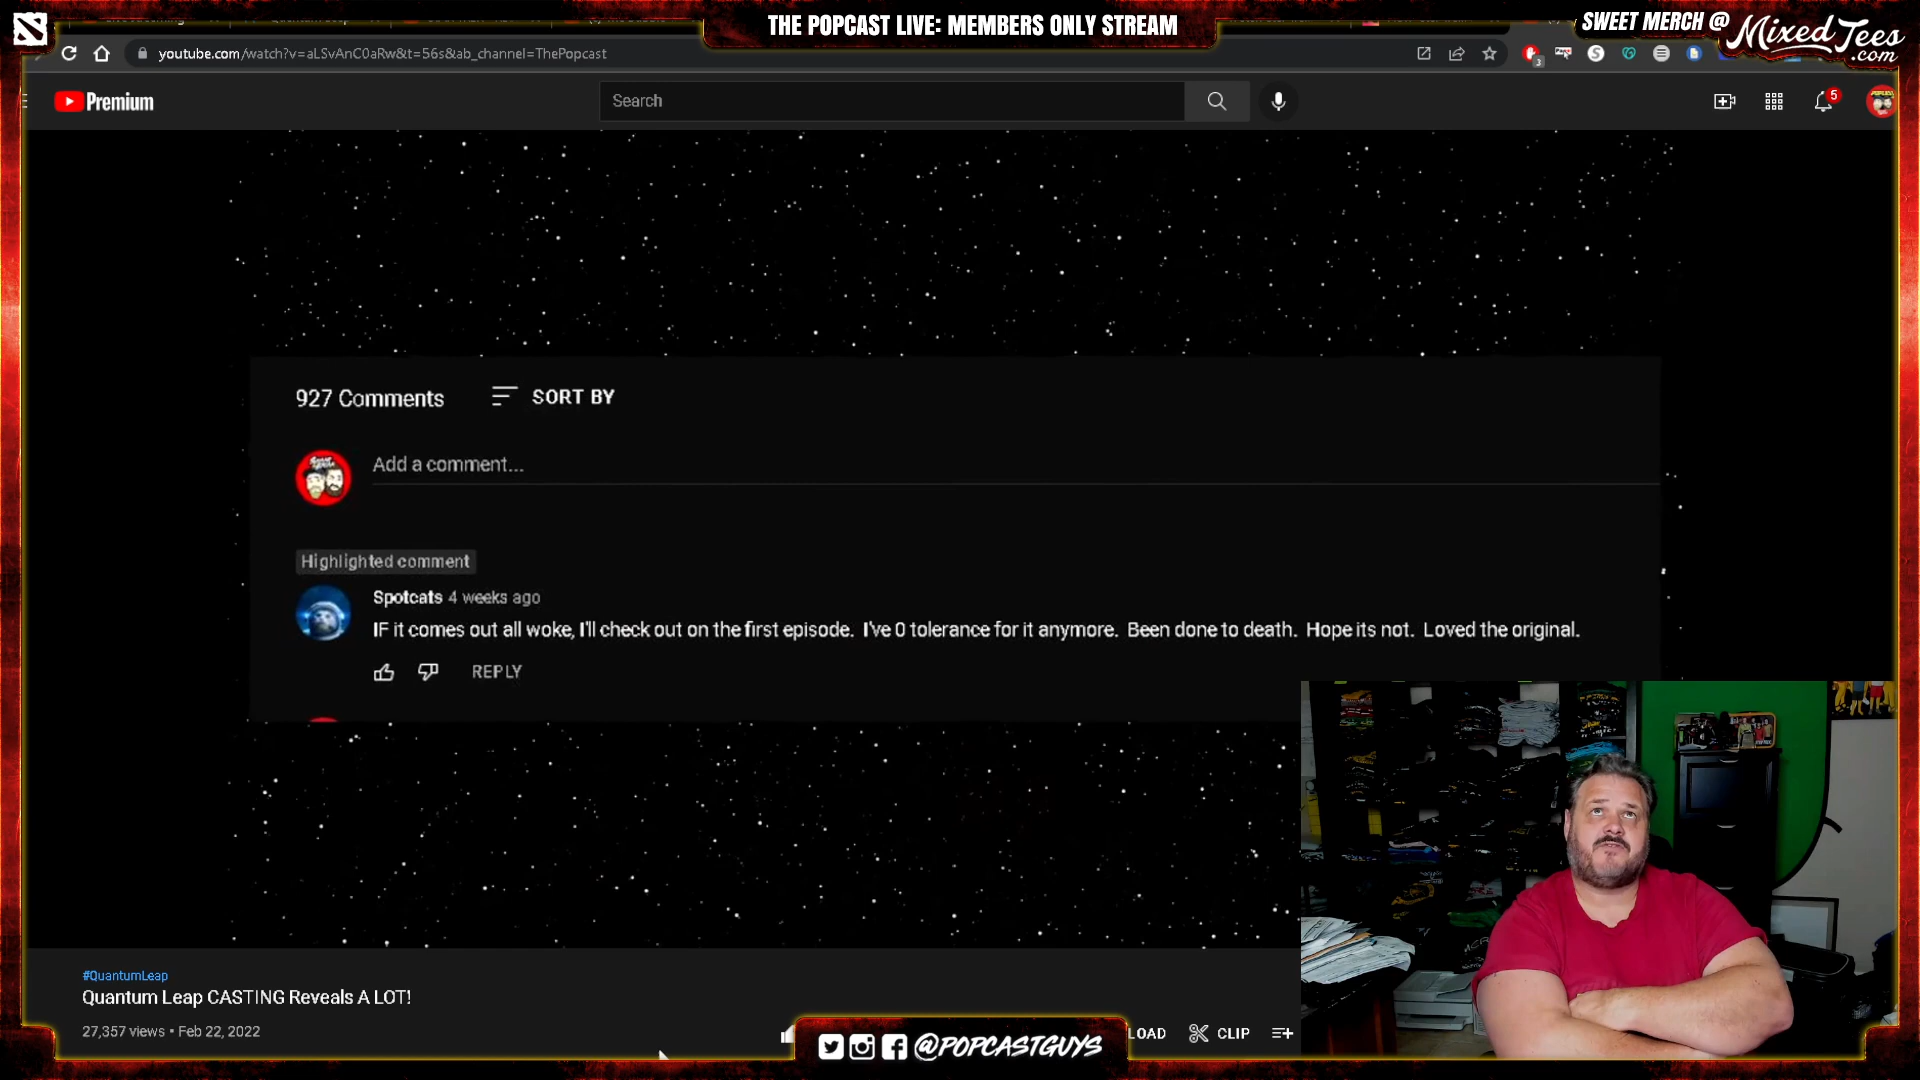 THE POPCAST LIVE: MEMBERS ONLY STREAM
SWEET MERCH @
MixedTees
.com
youtube.com/watch?v=aLSvAnC0aRw&t=56s&ab_channel=ThePopcast
3
Premium
Search
5
927 Comments
SORT BY
Add a comment...
Highlighted comment
Spotcats 4 weeks ago
IF it comes out all woke, I'll check out on the first episode. I've 0 tolerance for it anymore. Been done to death. Hope its not. Loved the original.
REPLY
#QuantumLeap
Quantum Leap CASTING Reveals A LOT!
27,357 views • Feb 22, 2022
LOAD
CLIP
@POPCASTGUYS